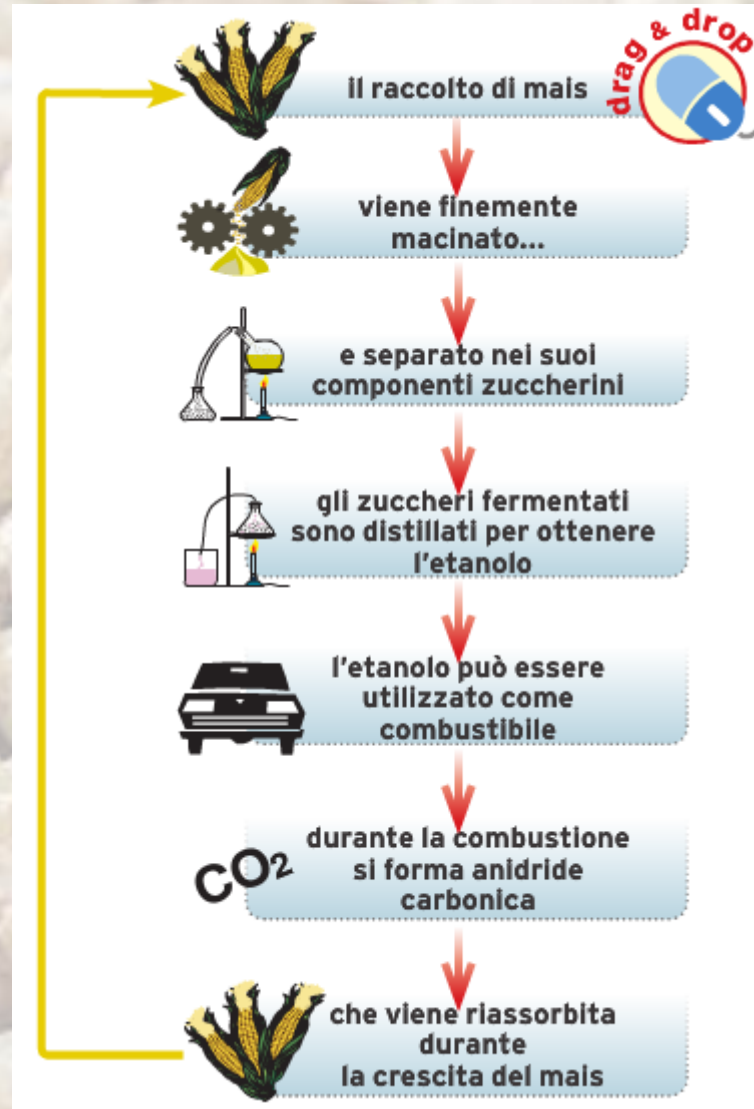 drag & drop
il raccolto di mais
viene finemente
macinato...
e separato nei suoi
componenti zuccherini
gli zuccheri fermentati
sono distillati per ottenere
l'etanolo
l'etanolo può essere
utilizzato come
combustibile
CO2
durante la combustione
si forma anidride
carbonica
che viene riassorbita
durante
la crescita del mais